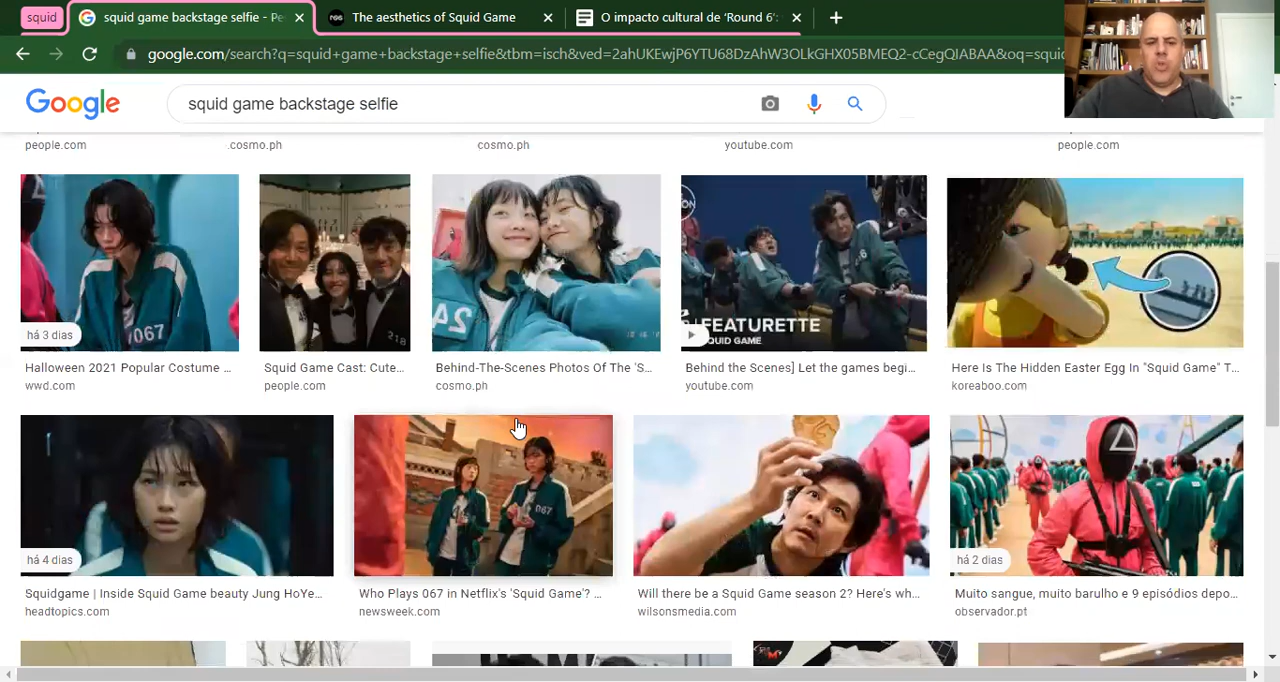 squid
squid game backstage selfie - Pe
The aesthetics of Squid Game
O impacto cultural de ‘Round 6’:
google.com/search?q=squid+game+backstage+selfie&tbm=isch&ved=2ahUKEwjP6YTU68DzAhW3OLkGHX05BMEQ2-cCegQIABAA&oq=squi
Google
squid game backstage selfie
people.com
.cosmo.ph
cosmo.ph
youtube.com
people.com
067
há 3 dias
218
FEATURETTE
SQUID GAME
Halloween 2021 Popular Costume ...
Squid Game Cast: Cute...
Behind-The-Scenes Photos Of The 'S...
Behind the Scenes] Let the games begi...
Here Is The Hidden Easter Egg In "Squid Game" T...
wwd.com
people.com
cosmo.ph
youtube.com
koreaboo.com
067
há 4 dias
há 2 dias
Squidgame | Inside Squid Game beauty Jung HoYe...
Who Plays 067 in Netflix's 'Squid Game'? ...
Will there be a Squid Game season 2? Here's wh...
Muito sangue, muito barulho e 9 episódios depo...
headtopics.com
newsweek.com
wilsonsmedia.com
observador.pt